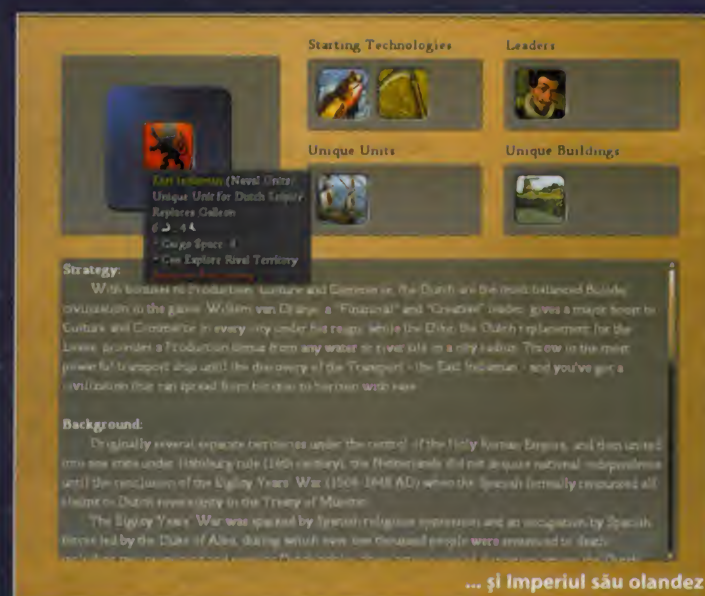 Starting Technologies
Leaders
Unique Units
Unique Buildings
East Indiaman (Naval Units)
Unique Unit for Dutch Empire
Replaces Galleon
6 4
Cargo Space 4
Can Explore Rival Territory
Strategy:
With bonuses to Production, Culture and Commerce, the Dutch are the most balanced Builder
civilization in the game. Willem van Oranje, a "Financial" and "Creative" leader, gives a major boost to
Culture and Commerce in every city under his reign, while the Dike, the Dutch replacement for the
Levee, provides a Production bonus from any water or river tile in a city radius. Throw in the most
powerful transport ship until the discovery of the Transport - the East Indiaman - and you've got a
civilization that can spread from horizon to horizon with ease.
Background:
Originally several separate territories under the control of the Holy Roman Empire, and then united
into one state under Habsburg rule (16th century), the Netherlands did not acquire national independence
until the conclusion of the Eighty Years' War (1568-1648 AD) when the Spanish formally renounced all
claims to Dutch sovereignty in the Treaty of Munster.
The Eighty Years' War was sparked by Spanish religious oppression and an occupation by Spanish
forces led by the Duke of Alva, during which over one thousand people were sentenced to death
... și Imperiul său olandez